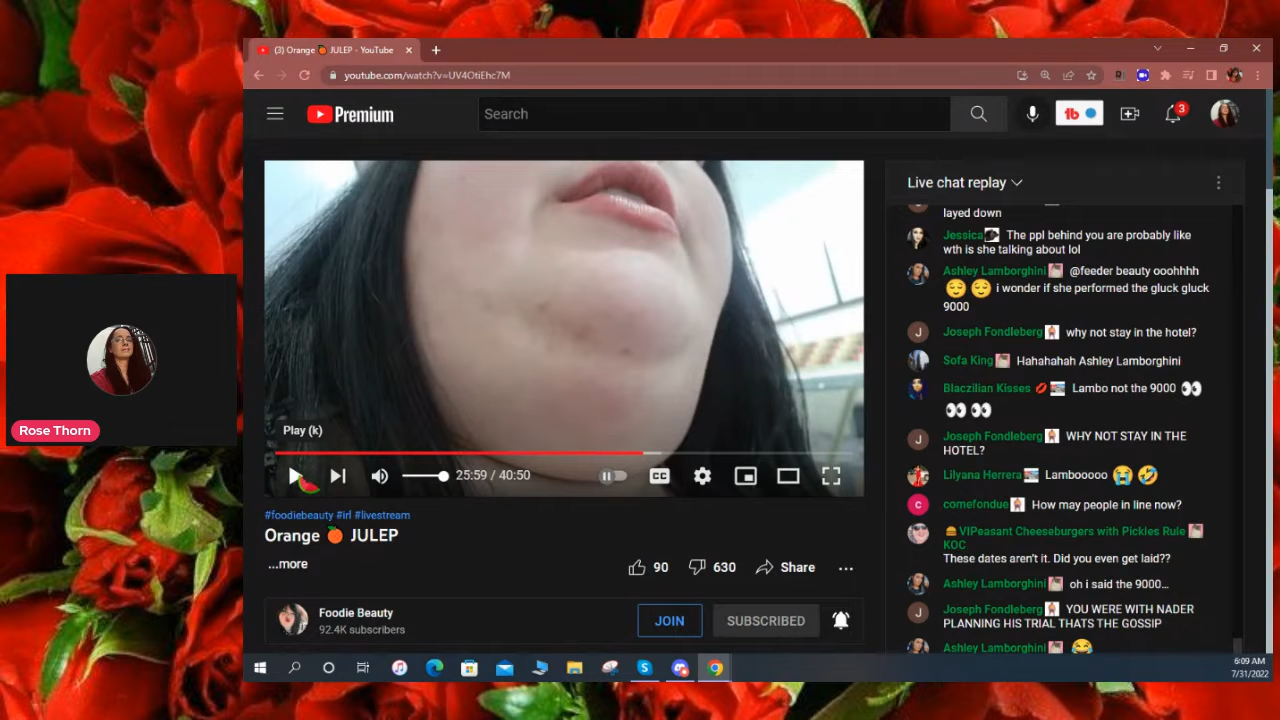 (3) Orange 🍊 JULEP - YouTube
youtube.com/watch?v=UV4OtiEhc7M
Premium
Search
1b
3
Live chat replay
layed down
Jessica The ppl behind you are probably like
wth is she talking about lol
Ashley Lamborghini @feeder beauty ooohhhh
😌😌 i wonder if she performed the gluck gluck
9000
J Joseph Fondleberg why not stay in the hotel?
Sofa King Hahahahah Ashley Lamborghini
Blaczilian Kisses 💋 Lambo not the 9000 👀
👀👀
J Joseph Fondleberg WHY NOT STAY IN THE
HOTEL?
Lilyana Herrera Lambooooo 😭🤣
c comefondue How may people in line now?
🍔VIPeasant Cheeseburgers with Pickles Rule
KOC
These dates aren't it. Did you even get laid??
Ashley Lamborghini oh i said the 9000...
J Joseph Fondleberg YOU WERE WITH NADER
PLANNING HIS TRIAL THATS THE GOSSIP
Ashley Lamborghini 😂
Rose Thorn
Play (k)
25:59 / 40:50
CC
#foodiebeauty #irl #livestream
Orange 🍊 JULEP
...more
90
630
Share
Foodie Beauty
92.4K subscribers
JOIN
SUBSCRIBED
6:09 AM
7/31/2022